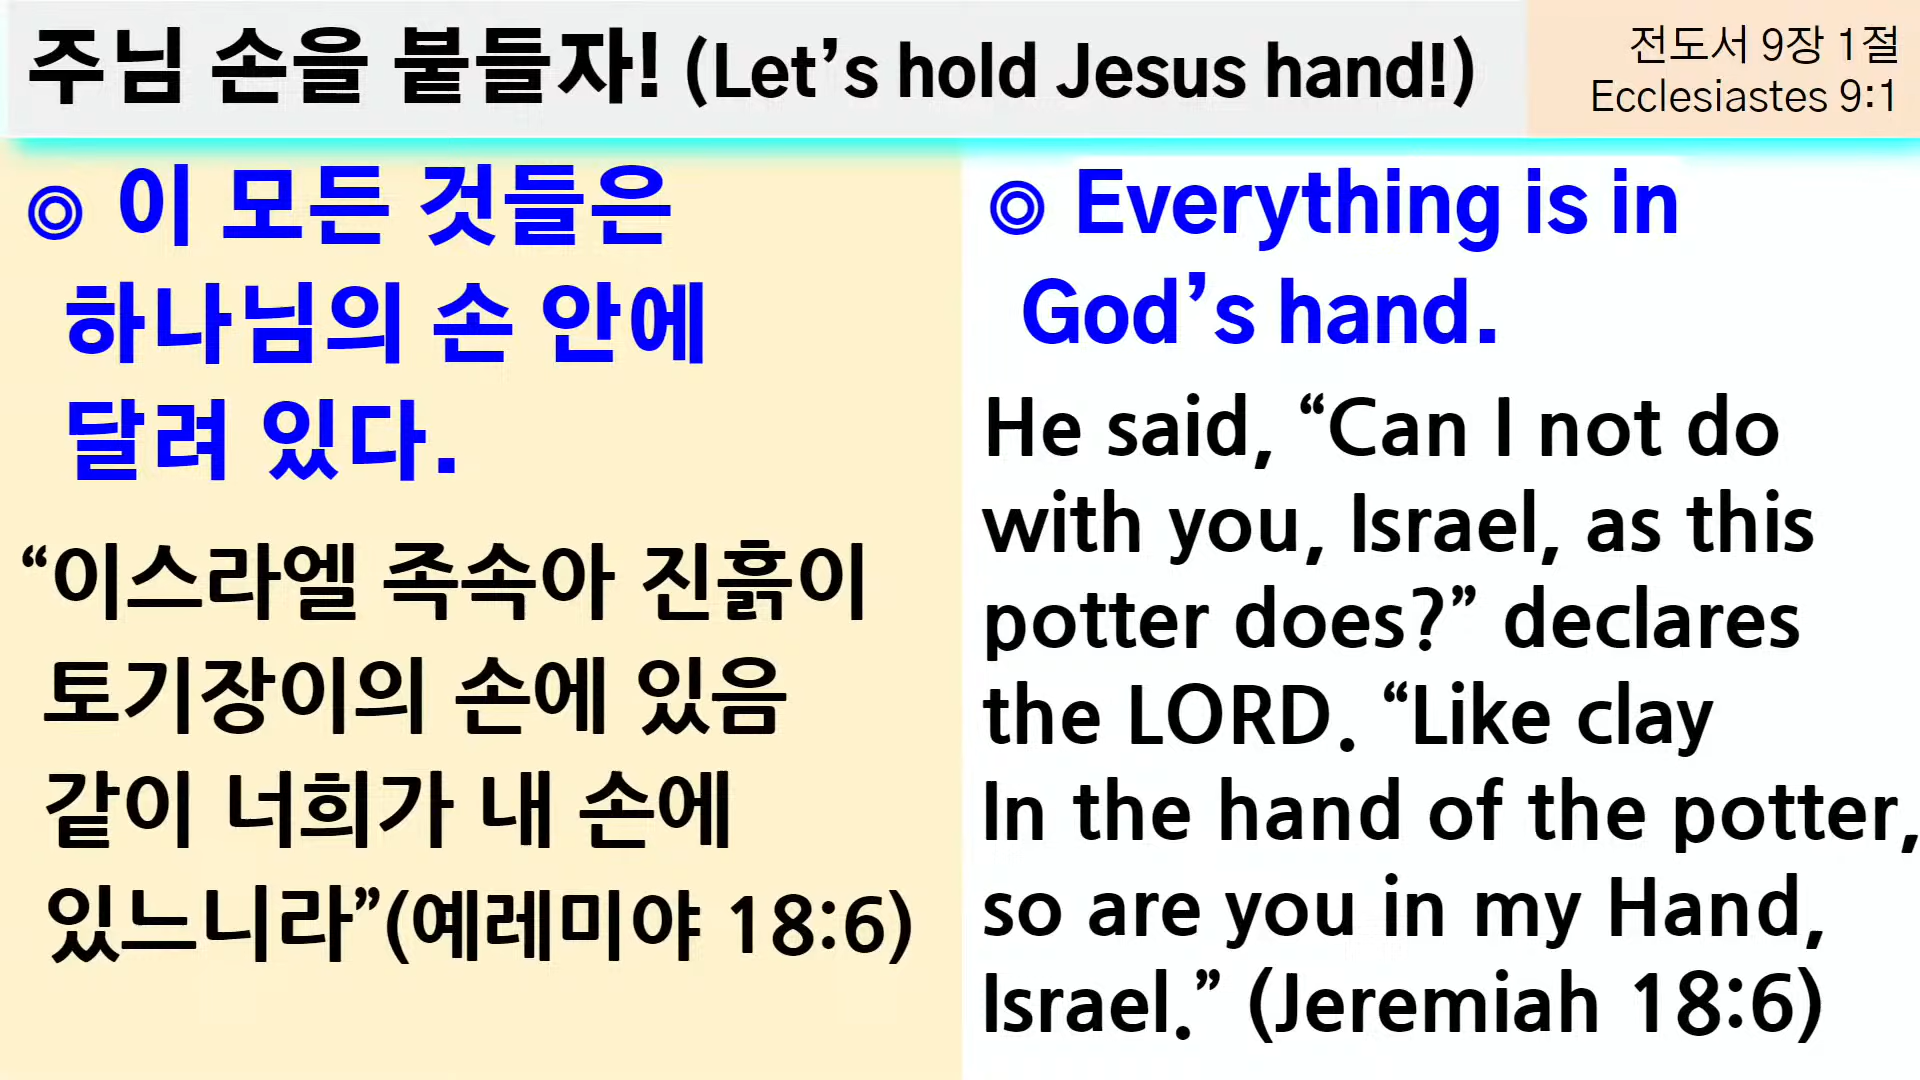 주님 손을 붙들자! (Let’s hold Jesus hand!)
전도서 9장 1절
Ecclesiastes 9:1
◎ 이 모든 것들은
하나님의 손 안에
달려 있다.
“이스라엘 족속아 진흙이
토기장이의 손에 있음
같이 너희가 내 손에
있느니라”(예레미야 18:6)
◎ Everything is in
God’s hand.
He said, “Can I not do
with you, Israel, as this
potter does?” declares
the LORD. “Like clay
In the hand of the potter,
so are you in my Hand,
Israel.” (Jeremiah 18:6)